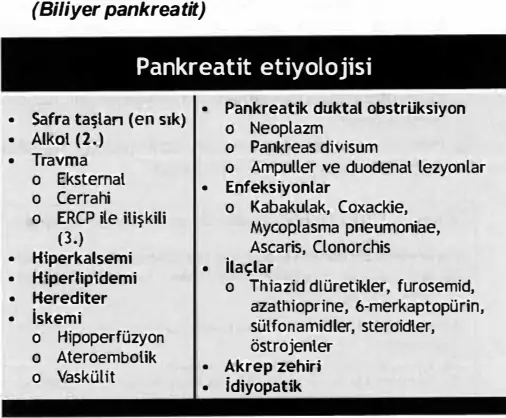 (Biliyer pankreatit)
Pankreatit etiyolojisi
• Safra taşları (en sık)
• Alkol (2.)
• Travma
o Eksternal
o Cerrahi
o ERCP ile ilişkili
(3.)
• Hiperkalsemi
• Hiperlipidemi
• Herediter
• İskemi
o Hipoperfüzyon
o Ateroembolik
o Vaskülit
• Pankreatik duktal obstrüksiyon
o Neoplazm
o Pankreas divisum
o Ampuller ve duodenal lezyonlar
• Enfeksiyonlar
o Kabakulak, Coxackie,
Mycoplasma pneumoniae,
Ascaris, Clonorchis
• İlaçlar
o Thiazid diüretikler, furosemid,
azathioprine, 6-merkaptopürin,
sülfonamidler, steroidler,
östrojenler
• Akrep zehiri
• İdiyopatik